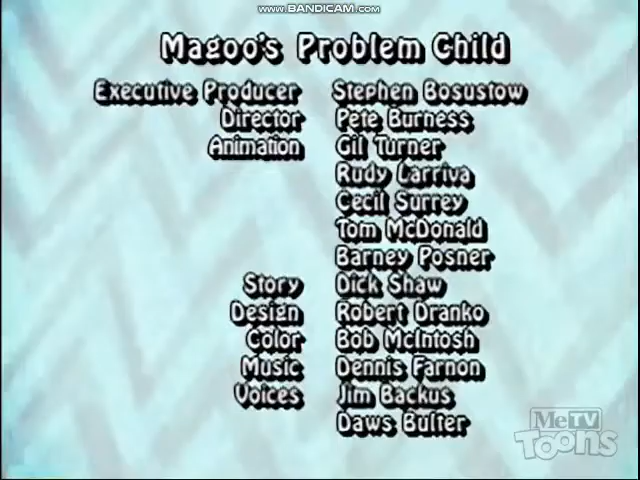 www.BANDICAM.com
Magoo's Problem Child
Executive Producer Stephen Bosustow
Director Pete Burness
Animation Gil Turner
Rudy Larriva
Cecil Surrey
Tom McDonald
Barney Posner
Story Dick Shaw
Design Robert Dranko
Color Bob McIntosh
Music Dennis Farnon
Voices Jim Backus
Daws Bulter
MeTV
Toons